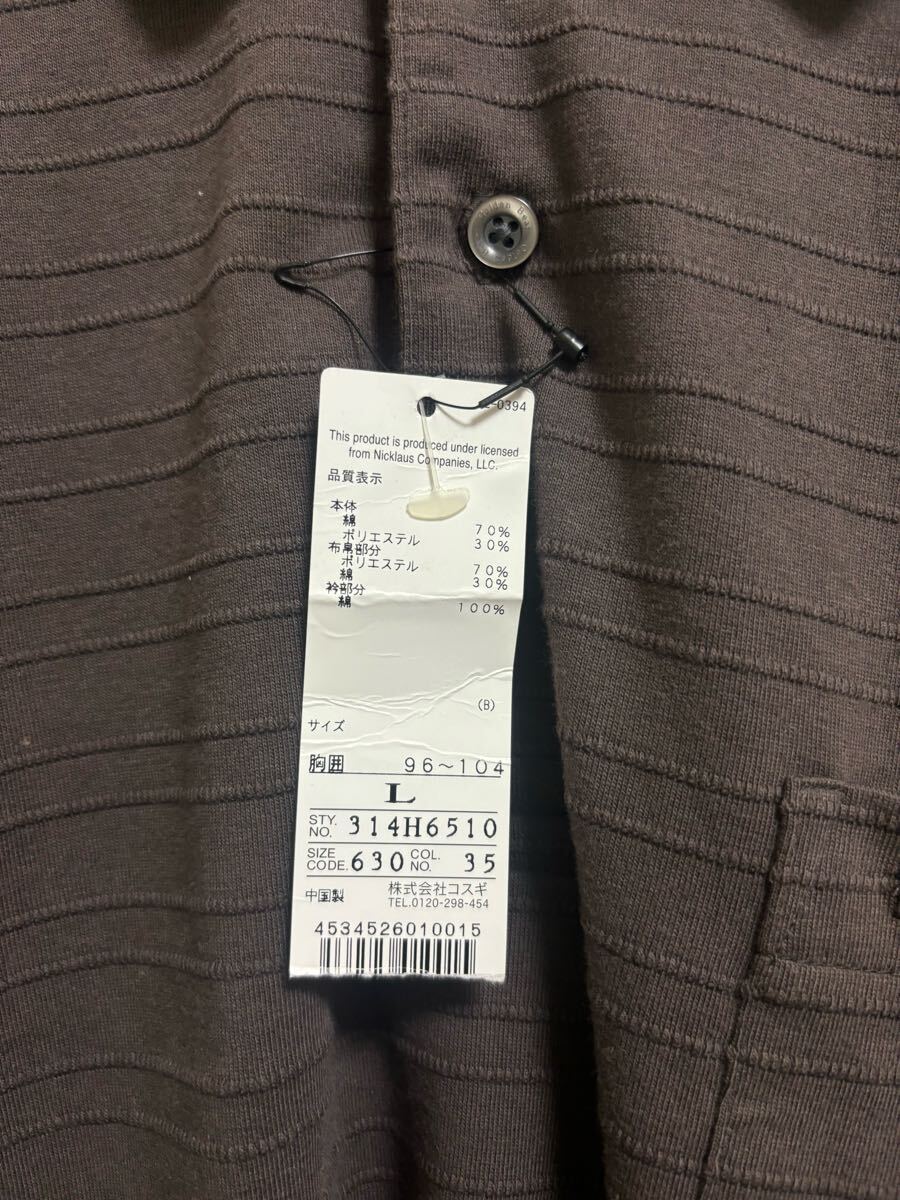 Golden Bear
-0394
This product is produced under licensed
from Nicklaus Companies, LLC.
品質表示
本体
綿 70%
ポリエステル 30%
布帛部分
ポリエステル 70%
綿 30%
衿部分
綿 100%
(B)
サイズ
胸囲 96～104
L
STY. NO. 314H6510
SIZE CODE. 630 COL. NO. 35
中国製 株式会社コスギ
TEL.0120-298-454
4534526010015